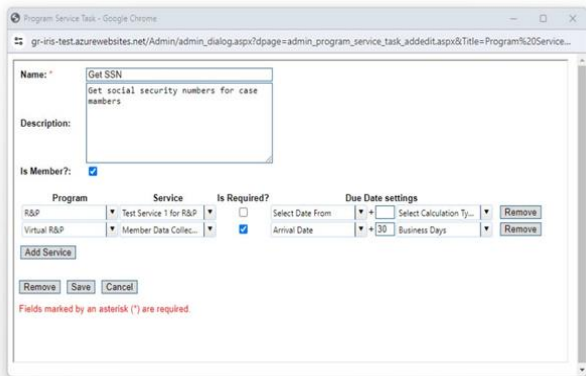 Program Service Task - Google Chrome
gr-iris-test.azurewebsites.net/Admin/admin_dialog.aspx?dpage=admin_program_service_task_addedit.aspx&Title=Program%20Service...
Name: * Get SSN
Description: Get social security numbers for case
mambers
Is Member?:
Program Service Is Required? Due Date settings
R&P Test Service 1 for R&P Select Date From + Select Calculation Ty... Remove
Virtual R&P Member Data Collec... Arrival Date + 30 Business Days Remove
Add Service
Remove Save Cancel
Fields marked by an asterisk (*) are required.